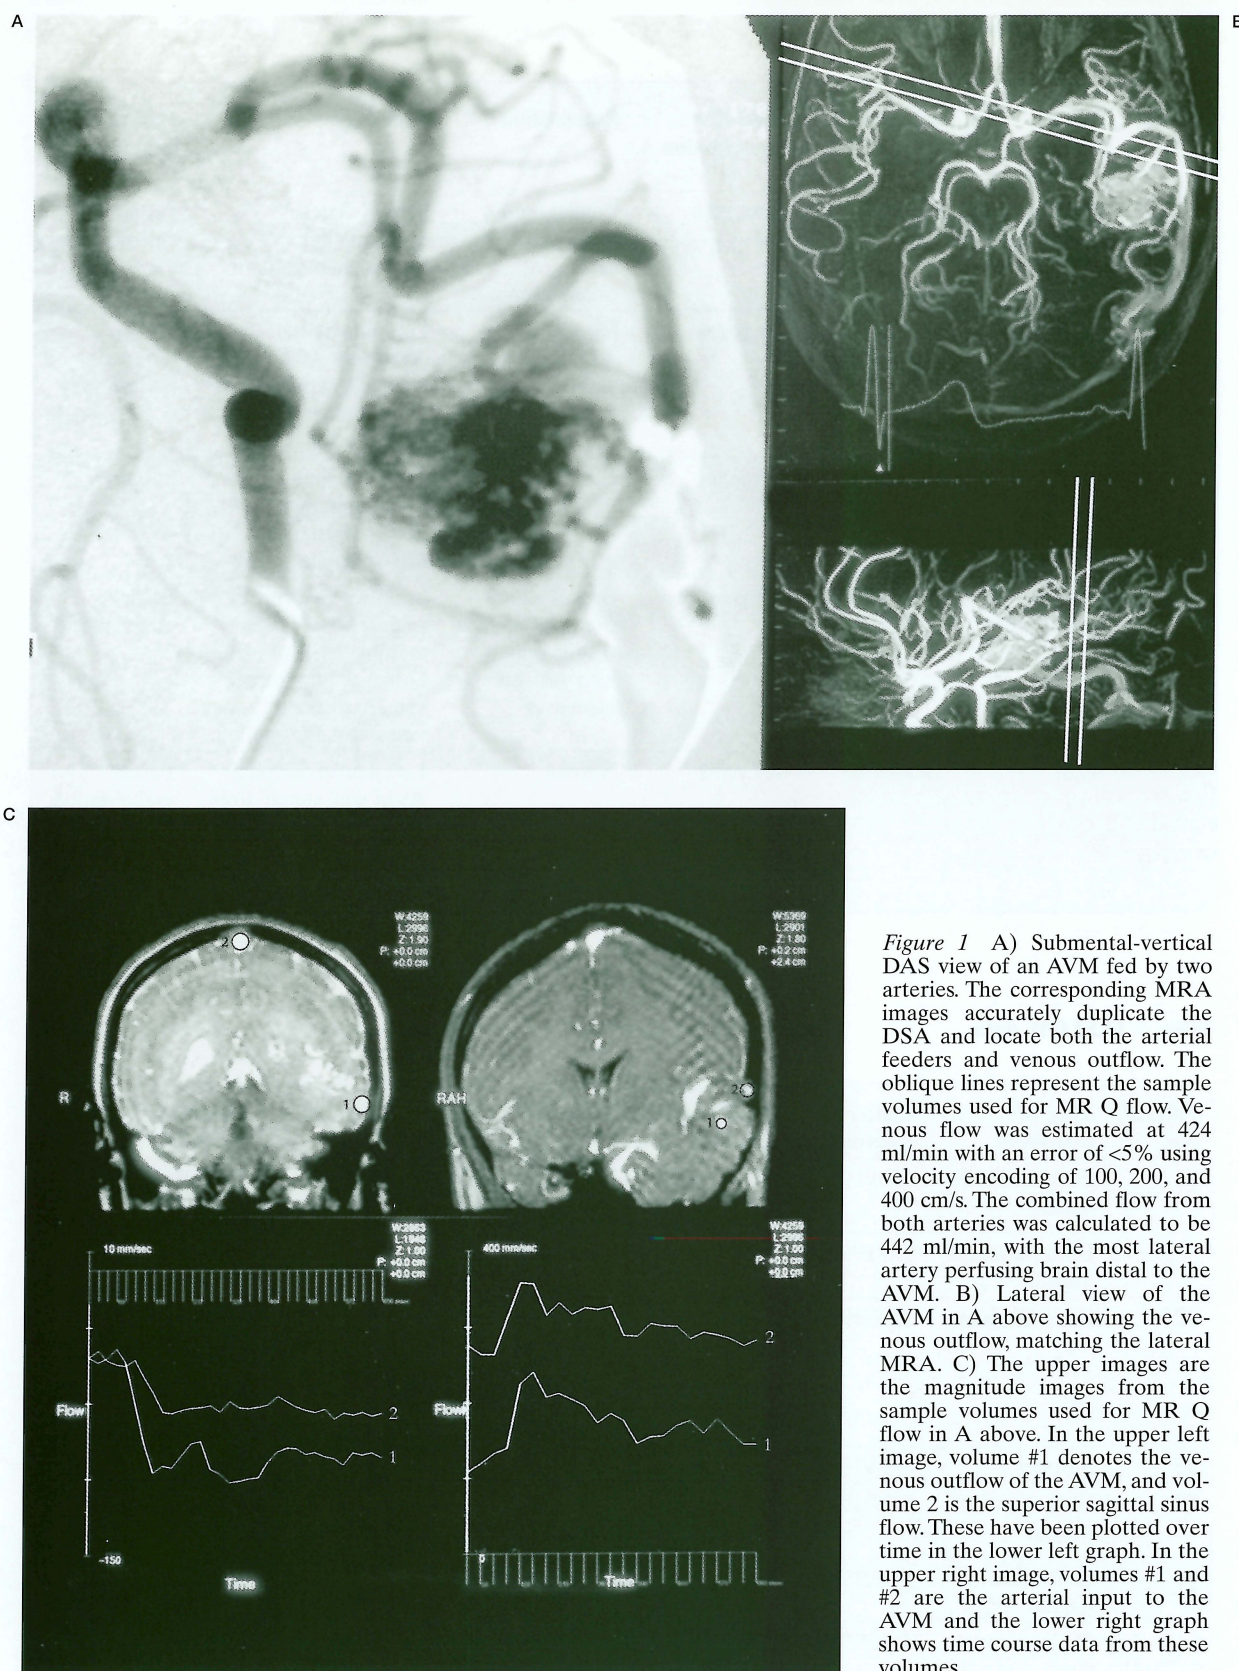 A
B
C
W:4259
L:2996
Z:1.90
P: +0.0 cm
+0.0 cm
W:5369
L:2901
Z:1.80
P: +0.2 cm
+2.4 cm
2
R
1
RAH
2
1
10 mm/sec
L:1948
Z:1.00
P: +0.0 cm
+0.0 cm
400 mm/sec
W:4259
L:2996
Z:1.00
P: +0.0 cm
+0.0 cm
Flow
2
1
-150
Time
Flow
2
1
0
Time
Figure 1 A) Submental-vertical
DAS view of an AVM fed by two
arteries. The corresponding MRA
images accurately duplicate the
DSA and locate both the arterial
feeders and venous outflow. The
oblique lines represent the sample
volumes used for MR Q flow. Ve-
nous flow was estimated at 424
ml/min with an error of <5% using
velocity encoding of 100, 200, and
400 cm/s. The combined flow from
both arteries was calculated to be
442 ml/min, with the most lateral
artery perfusing brain distal to the
AVM. B) Lateral view of the
AVM in A above showing the ve-
nous outflow, matching the lateral
MRA. C) The upper images are
the magnitude images from the
sample volumes used for MR Q
flow in A above. In the upper left
image, volume #1 denotes the ve-
nous outflow of the AVM, and vol-
ume 2 is the superior sagittal sinus
flow. These have been plotted over
time in the lower left graph. In the
upper right image, volumes #1 and
#2 are the arterial input to the
AVM and the lower right graph
shows time course data from these
volumes